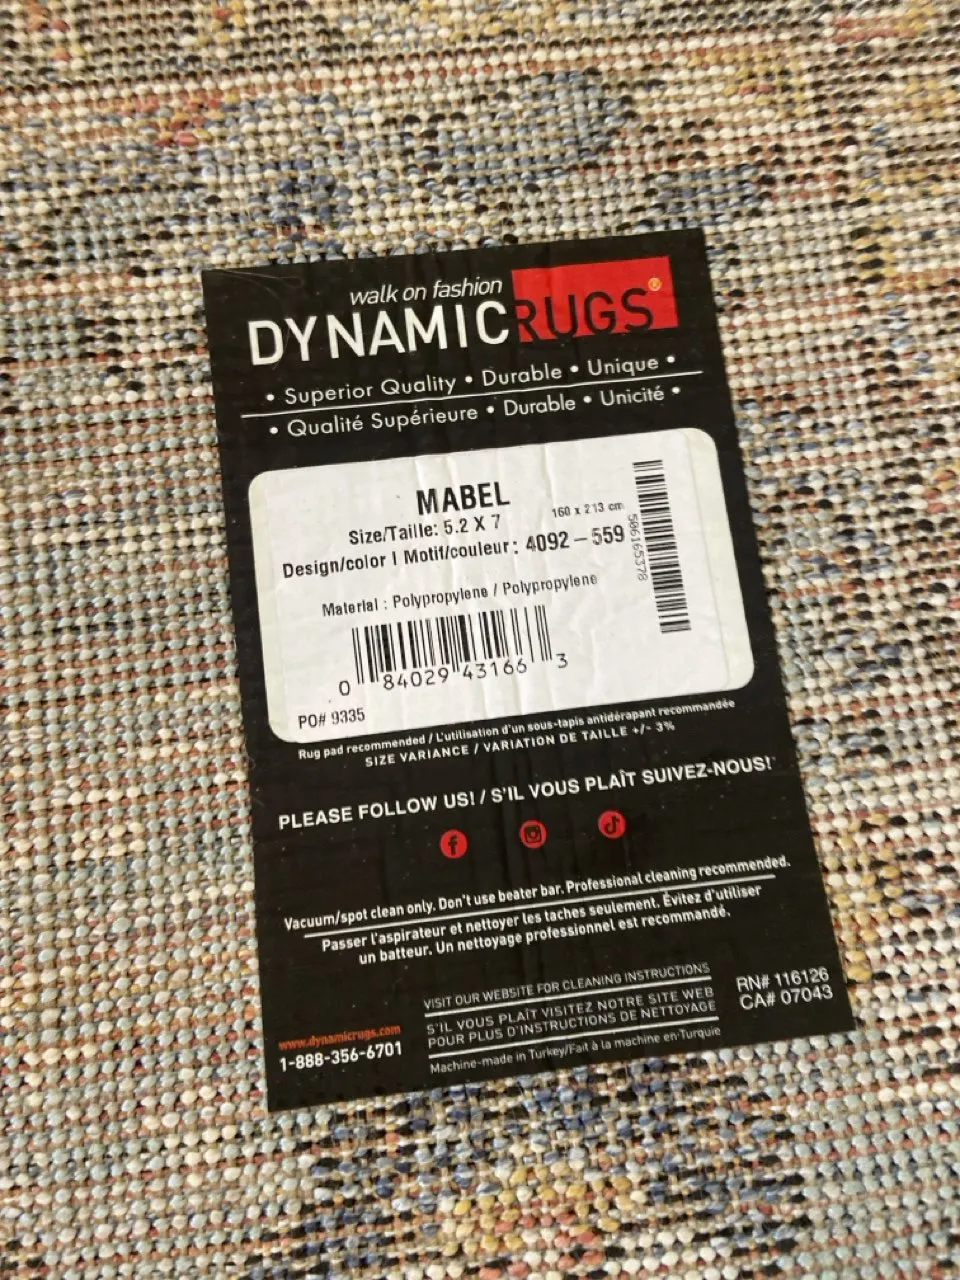 walk on fashion
DYNAMICRUGS®
• Superior Quality • Durable • Unique •
• Qualité Supérieure • Durable • Unicité •
MABEL
Size/Taille: 5.2 X 7 160 x 213 cm
Design/color | Motif/couleur: 4092-559
506165378
Material : Polypropylene / Polypropylene
0 84029 43166 3
PO# 9335
Rug pad recommended / L'utilisation d'un sous-tapis antidérapant recommandée
SIZE VARIANCE / VARIATION DE TAILLE +/- 3%
PLEASE FOLLOW US! / S'IL VOUS PLAÎT SUIVEZ-NOUS!
Vacuum/spot clean only. Don't use beater bar. Professional cleaning recommended.
Passer l'aspirateur et nettoyer les taches seulement. Évitez d'utiliser
un batteur. Un nettoyage professionnel est recommandé.
VISIT OUR WEBSITE FOR CLEANING INSTRUCTIONS
S'IL VOUS PLAÎT VISITEZ NOTRE SITE WEB
POUR PLUS D'INSTRUCTIONS DE NETTOYAGE
Machine-made in Turkey/Fait à la machine en Turquie
www.dynamicrugs.com
1-888-356-6701
RN# 116126
CA# 07043